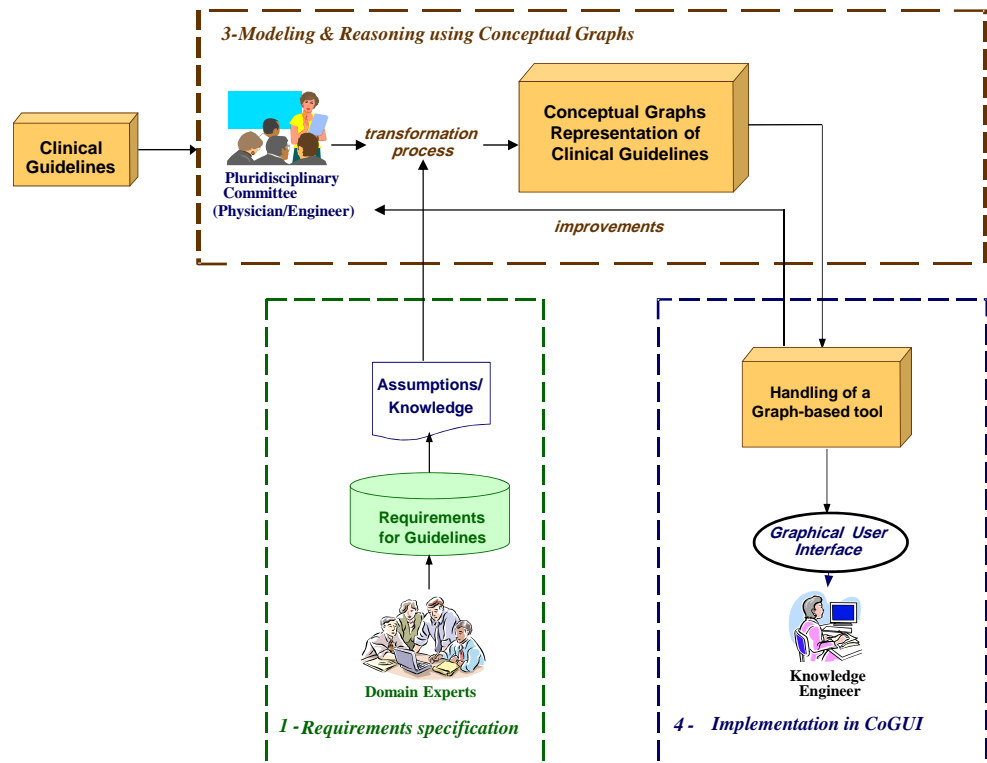 3-Modeling & Reasoning using Conceptual Graphs
Clinical
Guidelines
Pluridisciplinary
Committee
(Physician/Engineer)
transformation
process
Conceptual Graphs
Representation of
Clinical Guidelines
improvements
Assumptions/
Knowledge
Requirements
for Guidelines
Domain Experts
1 - Requirements specification
Handling of a
Graph-based tool
Graphical User
Interface
Knowledge
Engineer
4 - Implementation in CoGUI